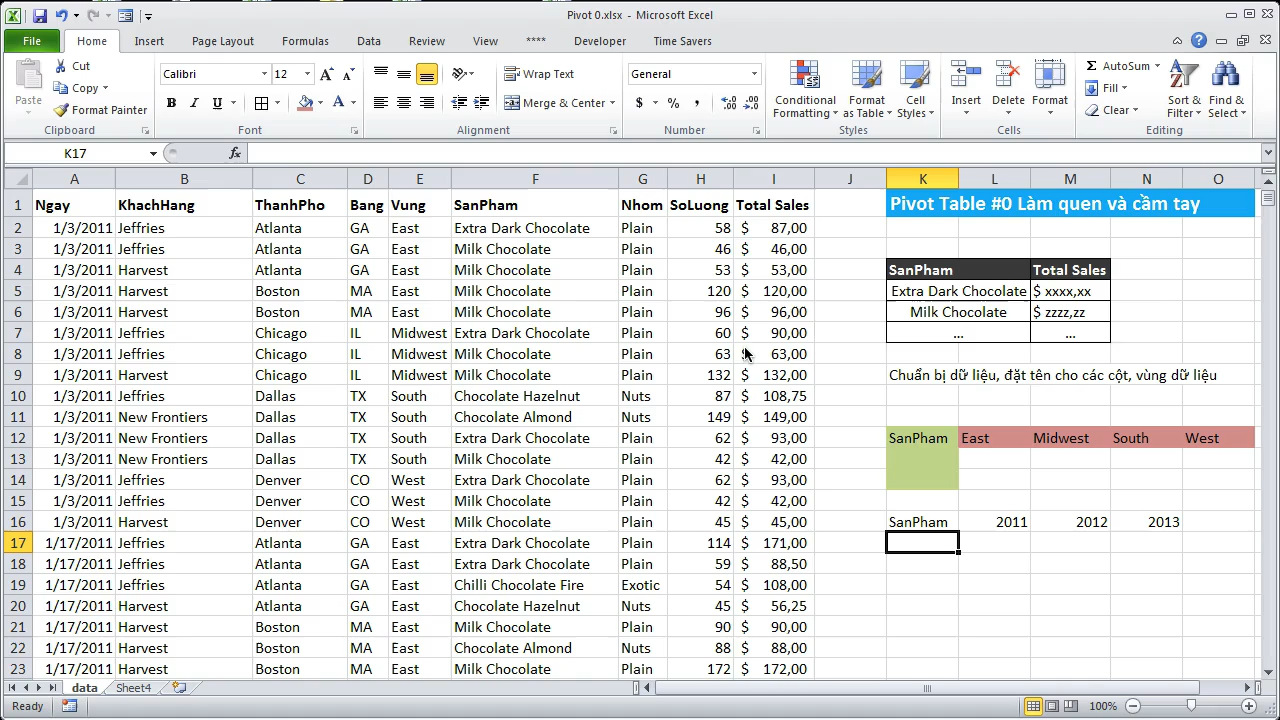 Pivot 0.xlsx - Microsoft Excel
File Home Insert Page Layout Formulas Data Review View **** Developer Time Savers
Paste Cut Calibri 12 Wrap Text General Conditional Formatting Format as Table Cell Styles Insert Delete Format AutoSum Sort & Filter Find & Select
Copy Fill
Format Painter B I U Merge & Center $ % , Clear
Clipboard Font Alignment Number Styles Cells Editing
K17 fx
A B C D E F G H I J K L M N O
1 Ngay KhachHang ThanhPho Bang Vung SanPham Nhom SoLuong Total Sales Pivot Table #0 Làm quen và cầm tay
2 1/3/2011 Jeffries Atlanta GA East Extra Dark Chocolate Plain 58 $ 87,00
3 1/3/2011 Jeffries Atlanta GA East Milk Chocolate Plain 46 $ 46,00
4 1/3/2011 Harvest Atlanta GA East Milk Chocolate Plain 53 $ 53,00 SanPham Total Sales
5 1/3/2011 Harvest Boston MA East Milk Chocolate Plain 120 $ 120,00 Extra Dark Chocolate $ xxxx,xx
6 1/3/2011 Harvest Boston MA East Milk Chocolate Plain 96 $ 96,00 Milk Chocolate $ zzzz,zz
7 1/3/2011 Jeffries Chicago IL Midwest Extra Dark Chocolate Plain 60 $ 90,00 ... ...
8 1/3/2011 Jeffries Chicago IL Midwest Milk Chocolate Plain 63 $ 63,00
9 1/3/2011 Harvest Chicago IL Midwest Milk Chocolate Plain 132 $ 132,00 Chuẩn bị dữ liệu, đặt tên cho các cột, vùng dữ liệu
10 1/3/2011 Jeffries Dallas TX South Chocolate Hazelnut Nuts 87 $ 108,75
11 1/3/2011 New Frontiers Dallas TX South Chocolate Almond Nuts 149 $ 149,00
12 1/3/2011 New Frontiers Dallas TX South Extra Dark Chocolate Plain 62 $ 93,00 SanPham East Midwest South West
13 1/3/2011 New Frontiers Dallas TX South Milk Chocolate Plain 42 $ 42,00
14 1/3/2011 Jeffries Denver CO West Extra Dark Chocolate Plain 62 $ 93,00
15 1/3/2011 Jeffries Denver CO West Milk Chocolate Plain 42 $ 42,00
16 1/3/2011 Harvest Denver CO West Milk Chocolate Plain 45 $ 45,00 SanPham 2011 2012 2013
17 1/17/2011 Jeffries Atlanta GA East Extra Dark Chocolate Plain 114 $ 171,00
18 1/17/2011 Jeffries Atlanta GA East Extra Dark Chocolate Plain 59 $ 88,50
19 1/17/2011 Jeffries Atlanta GA East Chilli Chocolate Fire Exotic 54 $ 108,00
20 1/17/2011 Harvest Atlanta GA East Chocolate Hazelnut Nuts 45 $ 56,25
21 1/17/2011 Harvest Boston MA East Milk Chocolate Plain 90 $ 90,00
22 1/17/2011 Harvest Boston MA East Chocolate Almond Nuts 88 $ 88,00
23 1/17/2011 Harvest Boston MA East Milk Chocolate Plain 172 $ 172,00
data Sheet4
Ready 100%